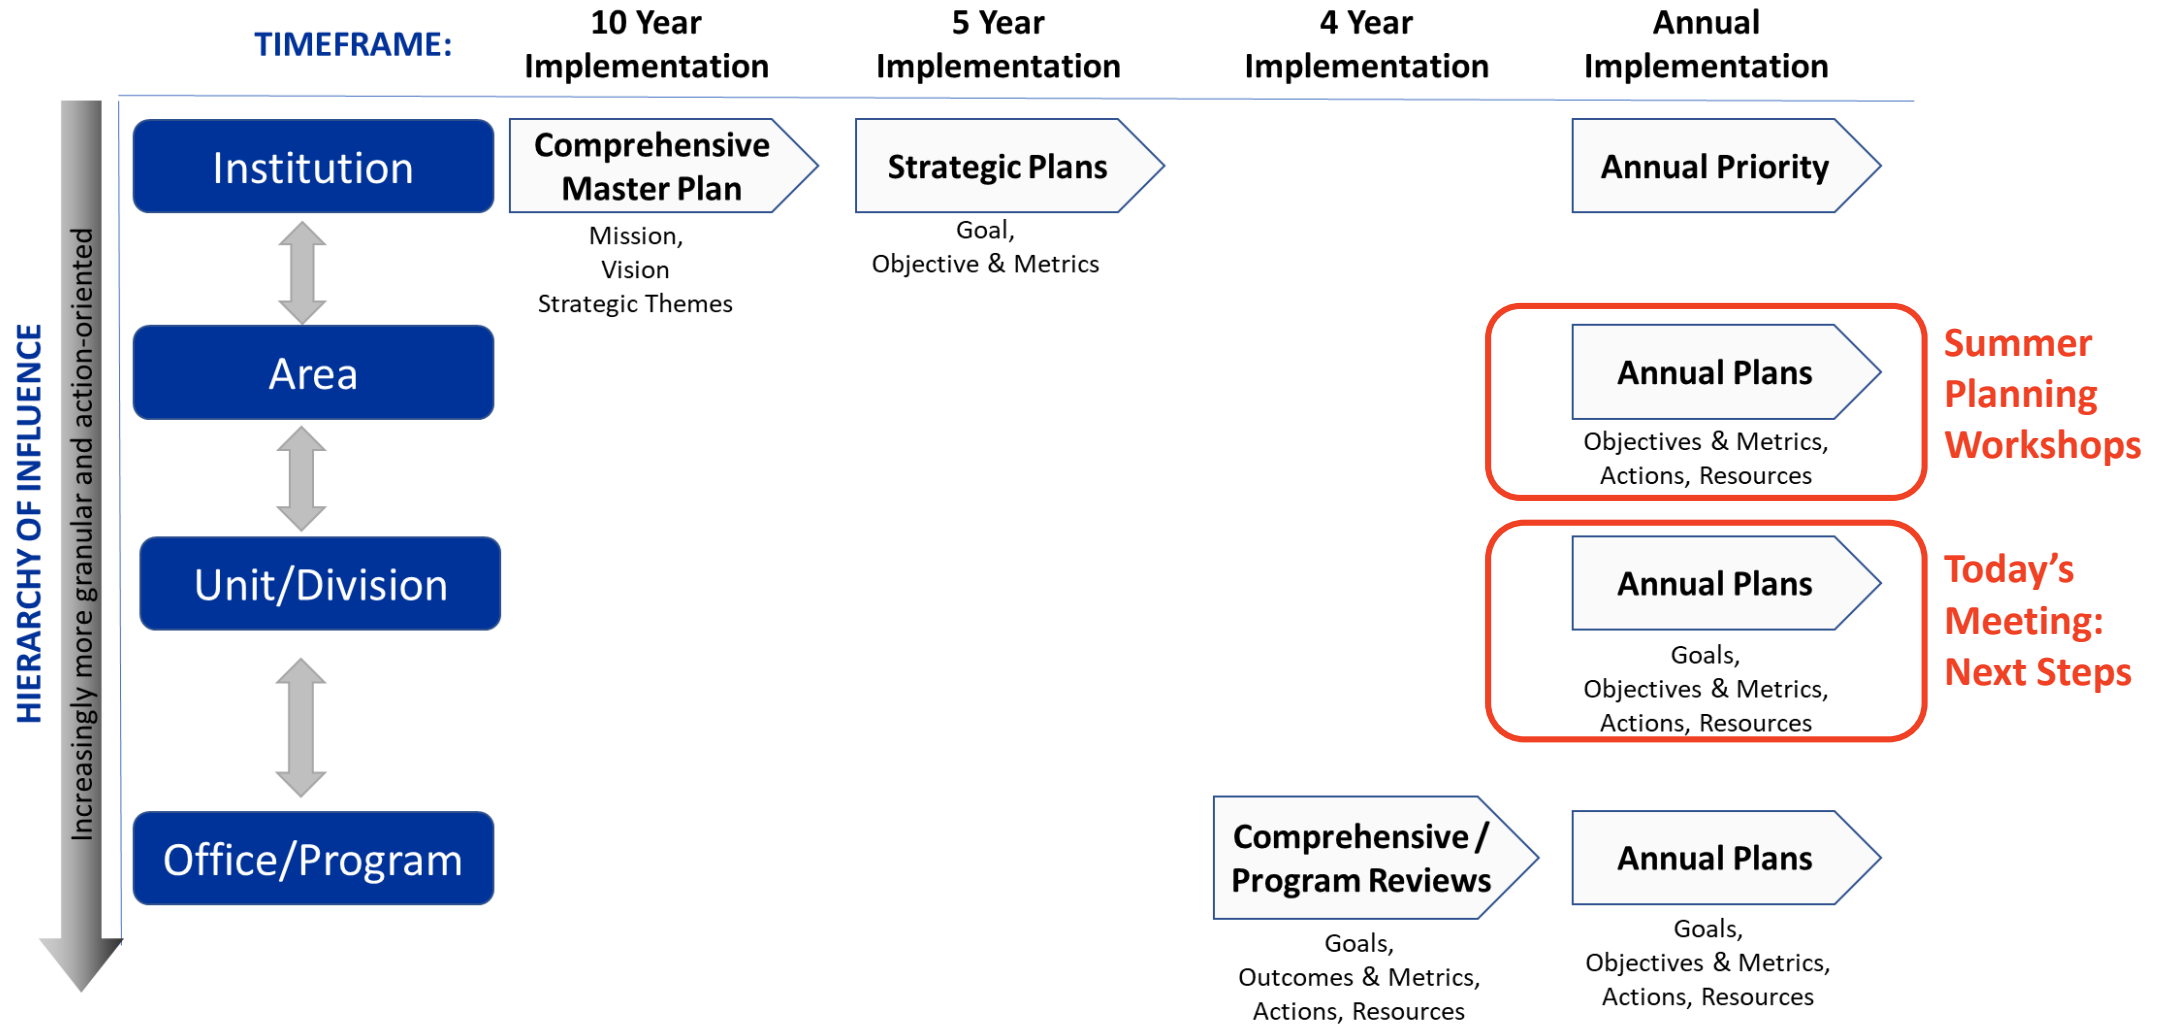 TIMEFRAME:
10 Year
Implementation
5 Year
Implementation
4 Year
Implementation
Annual
Implementation
HIERARCHY OF INFLUENCE
Increasingly more granular and action-oriented
Institution
Comprehensive
Master Plan
Mission,
Vision
Strategic Themes
Strategic Plans
Goal,
Objective & Metrics
Annual Priority
Area
Annual Plans
Objectives & Metrics,
Actions, Resources
Summer
Planning
Workshops
Unit/Division
Annual Plans
Goals,
Objectives & Metrics,
Actions, Resources
Today’s
Meeting:
Next Steps
Office/Program
Comprehensive /
Program Reviews
Goals,
Outcomes & Metrics,
Actions, Resources
Annual Plans
Goals,
Objectives & Metrics,
Actions, Resources